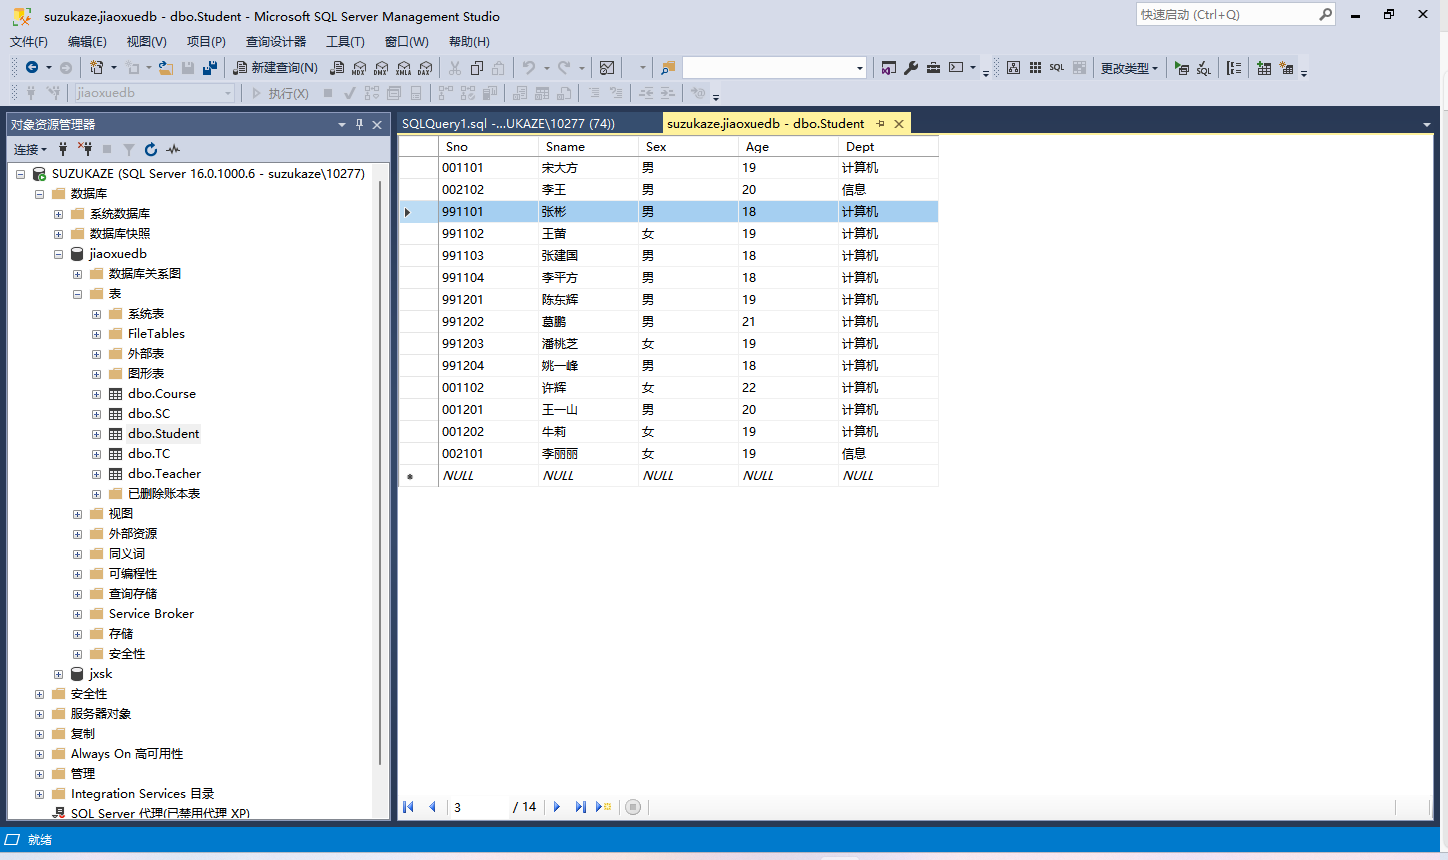 suzukaze.jiaoxuedb - dbo.Student - Microsoft SQL Server Management Studio
快速启动 (Ctrl+Q)
文件(F) 编辑(E) 视图(V) 项目(P) 查询设计器 工具(T) 窗口(W) 帮助(H)
新建查询(N) MDX DMX XMLA DAX SQL 更改类型 SQL
jiaoxuedb 执行(X)
对象资源管理器
连接
SUZUKAZE (SQL Server 16.0.1000.6 - suzukaze\10277)
数据库
系统数据库
数据库快照
jiaoxuedb
数据库关系图
表
系统表
FileTables
外部表
图形表
dbo.Course
dbo.SC
dbo.Student
dbo.TC
dbo.Teacher
已删除账本表
视图
外部资源
同义词
可编程性
查询存储
Service Broker
存储
安全性
jxsk
安全性
服务器对象
复制
Always On 高可用性
管理
Integration Services 目录
SQL Server 代理(已禁用代理 XP)
SQLQuery1.sql -...UKAZE\10277 (74))
suzukaze.jiaoxuedb - dbo.Student
Sno Sname Sex Age Dept
001101 宋大方 男 19 计算机
002102 李王 男 20 信息
991101 张彬 男 18 计算机
991102 王茵 女 19 计算机
991103 张建国 男 18 计算机
991104 李平方 男 18 计算机
991201 陈东辉 男 19 计算机
991202 葛鹏 男 21 计算机
991203 潘桃芝 女 19 计算机
991204 姚一峰 男 18 计算机
001102 许辉 女 22 计算机
001201 王一山 男 20 计算机
001202 牛莉 女 19 计算机
002101 李丽丽 女 19 信息
NULL NULL NULL NULL NULL
3 / 14
就绪